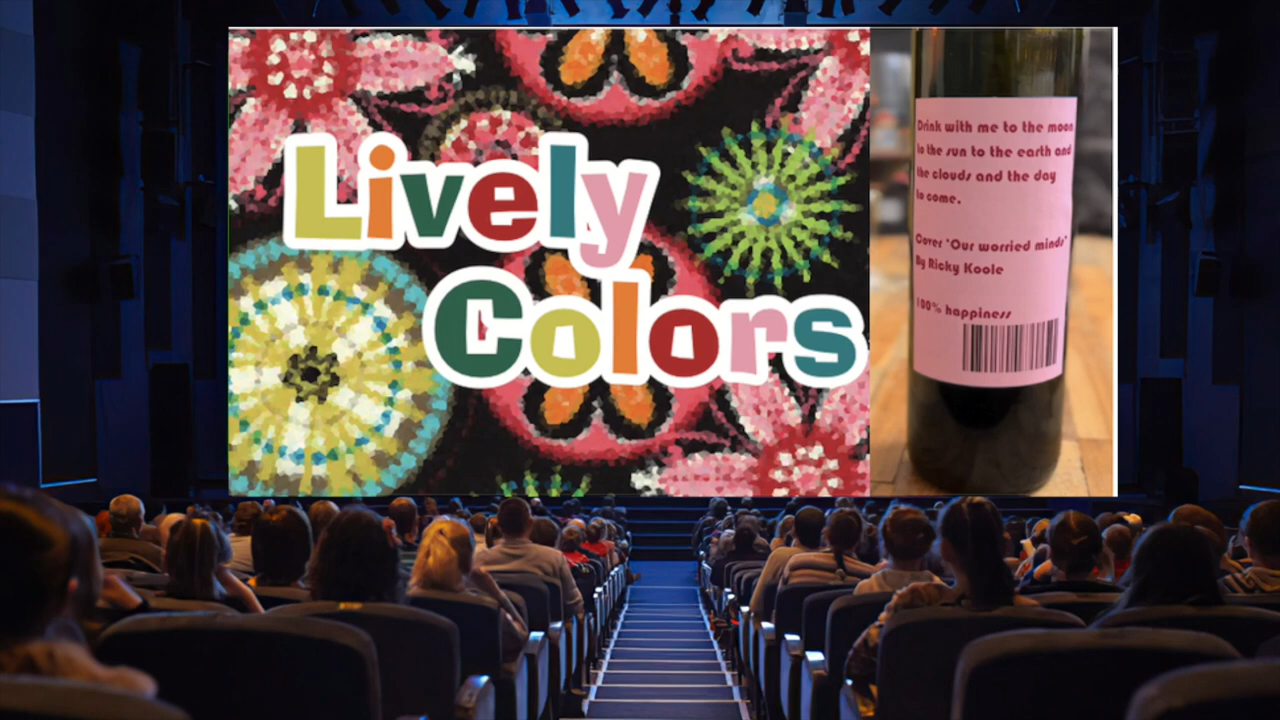 Lively
Colors
Drink with me to the moon
to the sun to the earth and
the clouds and the day
to come.
Cover 'Our worried minds'
By Ricky Koole
100% happiness